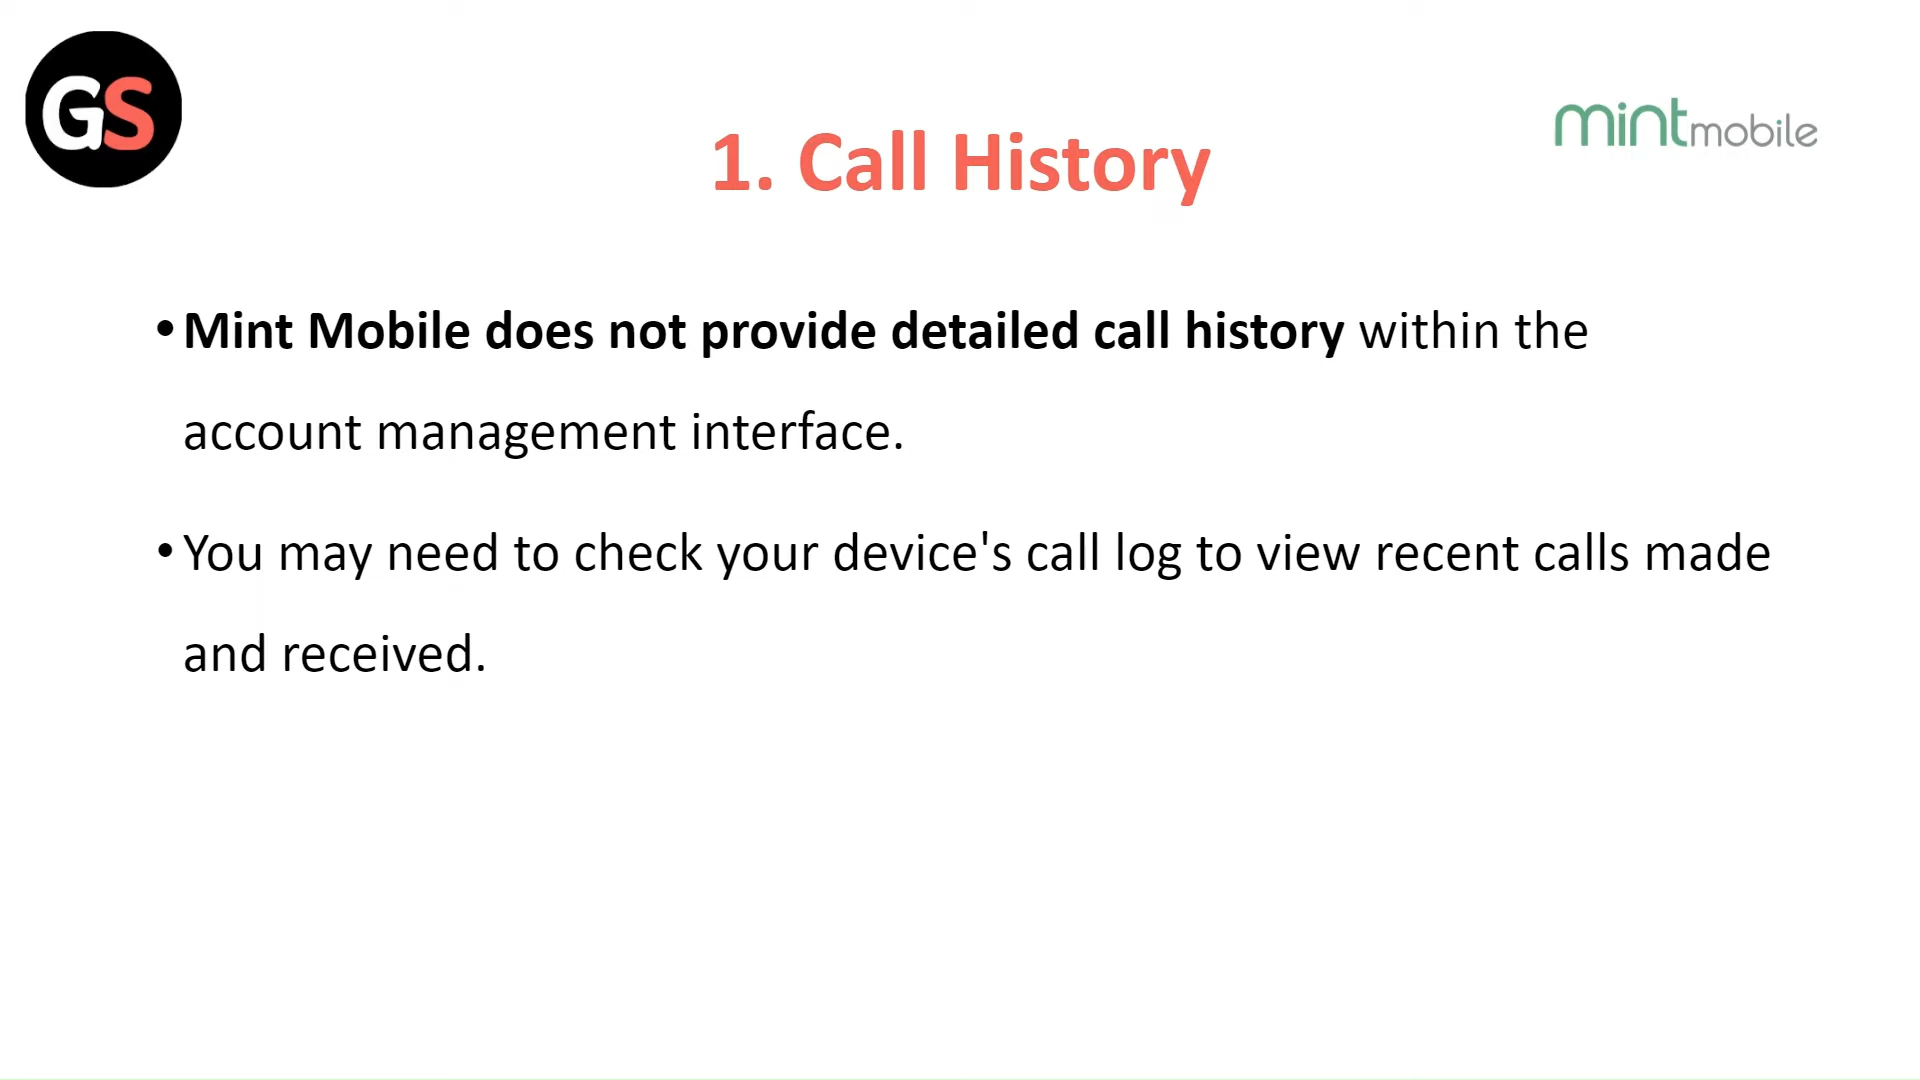 GS
mintmobile
1. Call History
•Mint Mobile does not provide detailed call history within the
account management interface.
•You may need to check your device's call log to view recent calls made
and received.